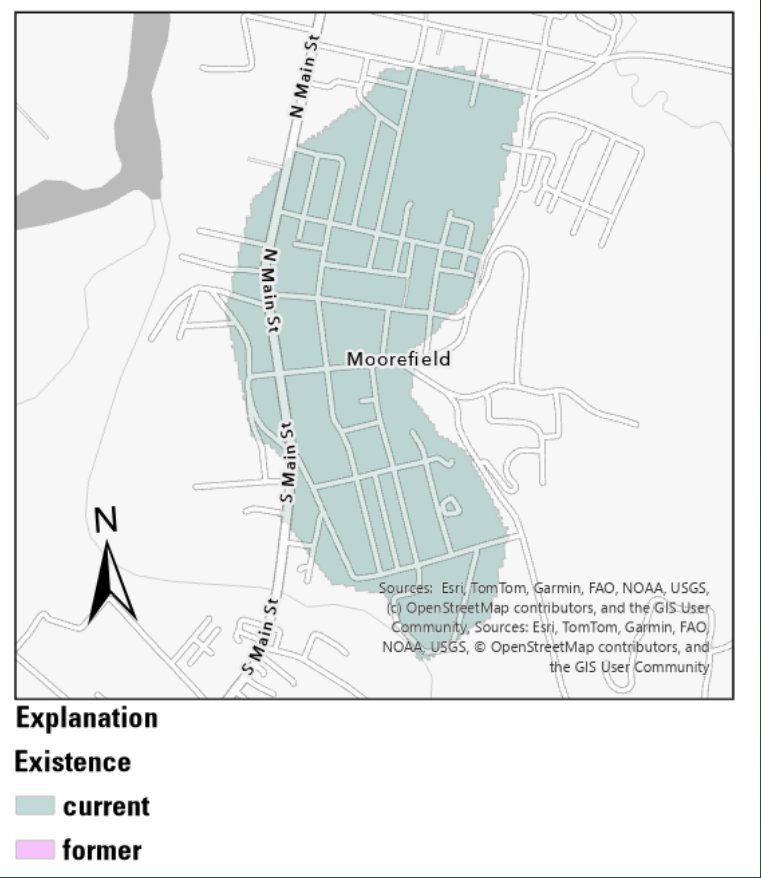 N Main St
N Main St
Moorefield
S Main St
N
S Main St
Sources: Esri, TomTom, Garmin, FAO, NOAA, USGS,
(c) OpenStreetMap contributors, and the GIS User
Community, Sources: Esri, TomTom, Garmin, FAO,
NOAA, USGS, © OpenStreetMap contributors, and
the GIS User Community
Explanation
Existence
current
former